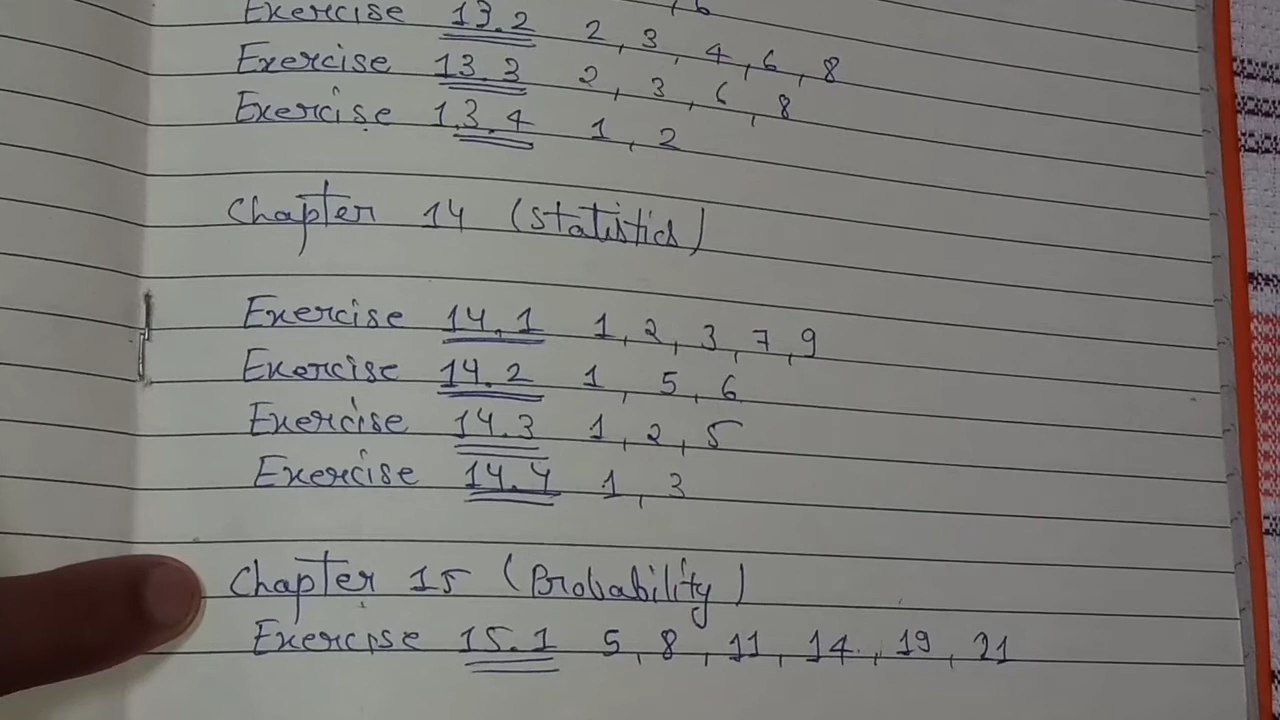 Exercise 13.2 2, 3, 4, 6, 8
Exercise 13.3 2, 3, 6, 8
Exercise 13.4 1, 2
Chapter 14 (Statistics)
Exercise 14.1 1, 2, 3, 7, 9
Exercise 14.2 1, 5, 6
Exercise 14.3 1, 2, 5
Exercise 14.4 1, 3
Chapter 15 (Probability)
Exercise 15.1 5, 8, 11, 14, 19, 21